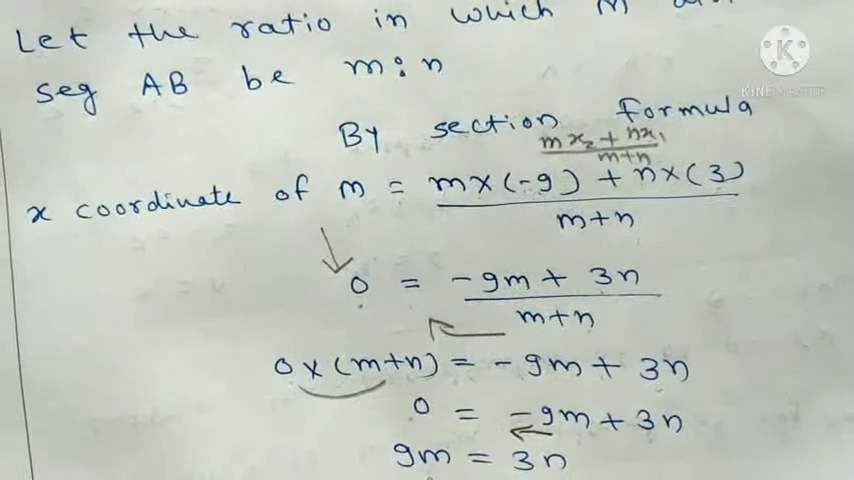 Let the ratio in which M
seg AB be m:n
By section formula
mx₂ + nx₁
m+n
x coordinate of m = m×(-9) + n×(3)
m+n
0 = -9m + 3n
m+n
0×(m+n) = -9m + 3n
0 = -9m + 3n
9m = 3n
K
KINEMASTER